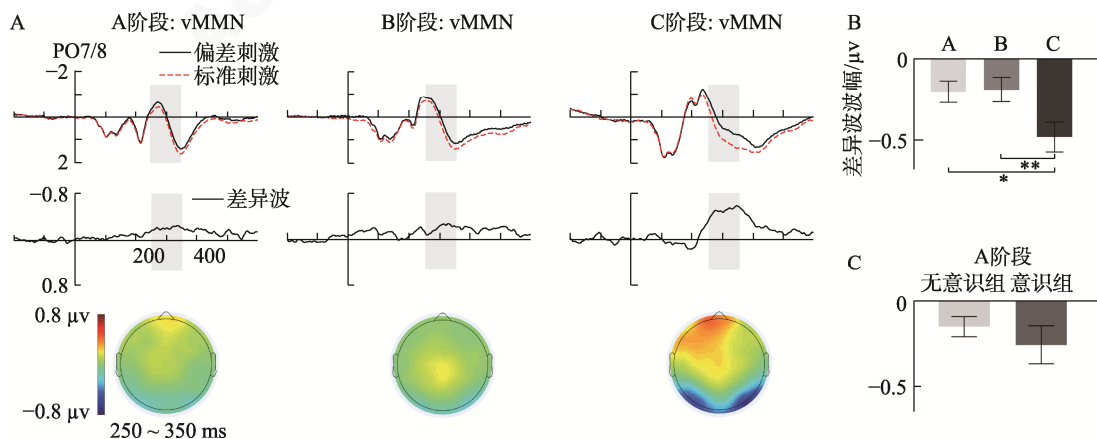 A
A阶段: vMMN
B阶段: vMMN
C阶段: vMMN
PO7/8
偏差刺激
标准刺激
−2
2
−0.8
差异波
200 400
0.8
0.8 μv
−0.8 μv
250 ~ 350 ms
B
A B C
0
−0.5
差异波波幅/μv
**
*
C
A阶段
无意识组 意识组
0
−0.5